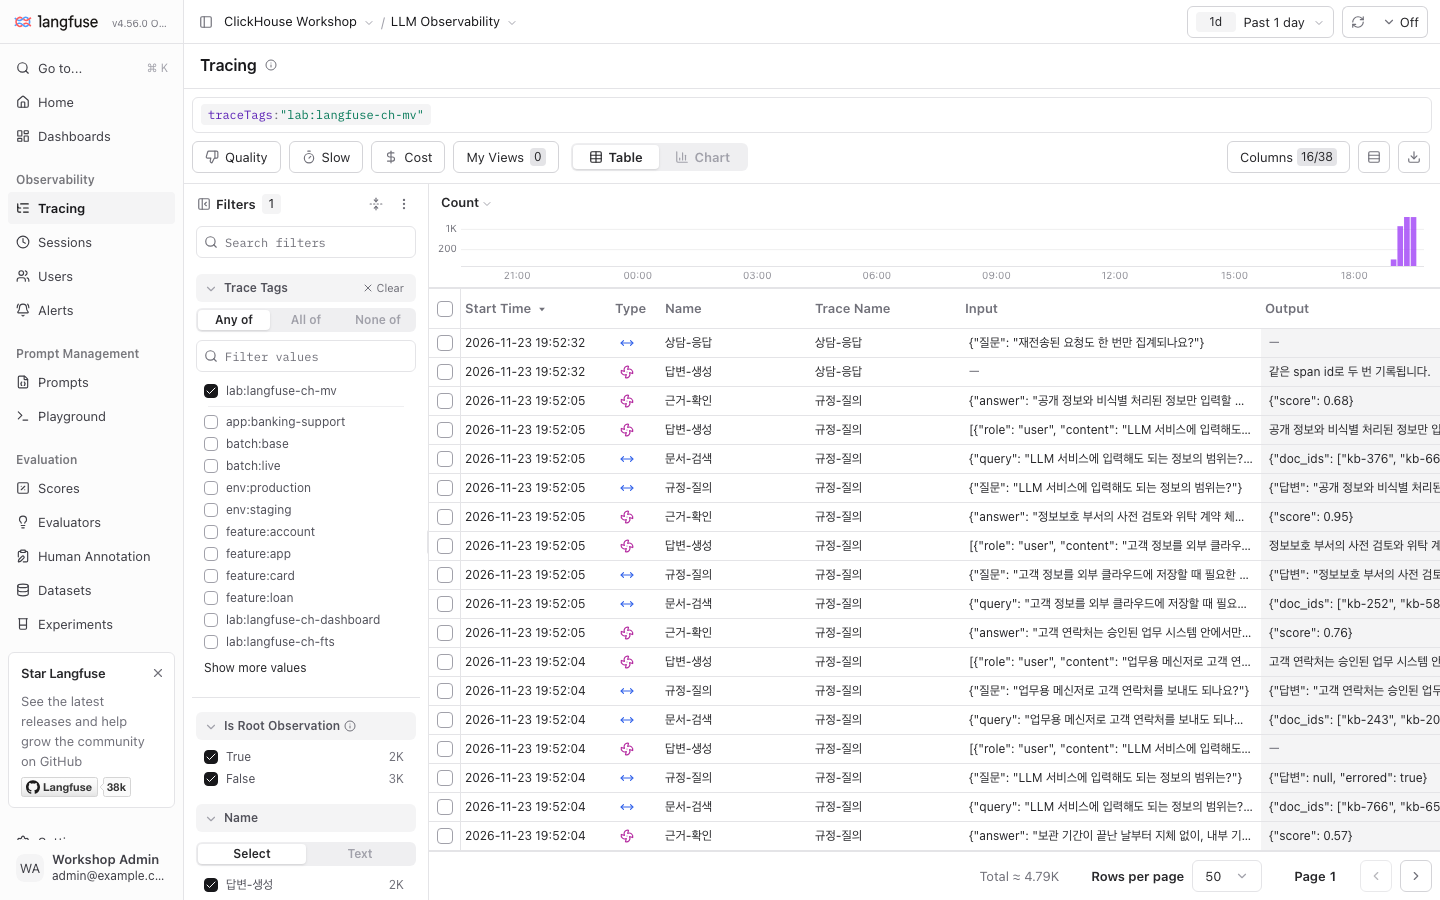 langfuse v4.56.0 O...
ClickHouse Workshop / LLM Observability
1d Past 1 day
Off
Go to... ⌘ K
Home
Dashboards
Observability
Tracing
Sessions
Users
Alerts
Prompt Management
Prompts
Playground
Evaluation
Scores
Evaluators
Human Annotation
Datasets
Experiments
Star Langfuse
See the latest
releases and help
grow the community
on GitHub
Langfuse 38k
WA
Workshop Admin
admin@example.c...
Tracing
traceTags:"lab:langfuse-ch-mv"
Quality Slow Cost My Views 0 Table Chart Columns 16/38
Filters 1
Search filters
Trace Tags Clear
Any of All of None of
Filter values
lab:langfuse-ch-mv
app:banking-support
batch:base
batch:live
env:production
env:staging
feature:account
feature:app
feature:card
feature:loan
lab:langfuse-ch-dashboard
lab:langfuse-ch-fts
Show more values
Is Root Observation
True 2K
False 3K
Name
Select Text
답변-생성 2K
Count
1K
200
21:00 00:00 03:00 06:00 09:00 12:00 15:00 18:00
Start Time Type Name Trace Name Input Output
2026-11-23 19:52:32 상담-응답 상담-응답 {"질문": "재전송된 요청도 한 번만 집계되나요?"} —
2026-11-23 19:52:32 답변-생성 상담-응답 — 같은 span id로 두 번 기록됩니다.
2026-11-23 19:52:05 근거-확인 규정-질의 {"answer": "공개 정보와 비식별 처리된 정보만 입력할 ... {"score": 0.68}
2026-11-23 19:52:05 답변-생성 규정-질의 [{"role": "user", "content": "LLM 서비스에 입력해도... 공개 정보와 비식별 처리된 정보만 입
2026-11-23 19:52:05 문서-검색 규정-질의 {"query": "LLM 서비스에 입력해도 되는 정보의 범위는?... {"doc_ids": ["kb-376", "kb-66
2026-11-23 19:52:05 규정-질의 규정-질의 {"질문": "LLM 서비스에 입력해도 되는 정보의 범위는?"} {"답변": "공개 정보와 비식별 처리된
2026-11-23 19:52:05 근거-확인 규정-질의 {"answer": "정보보호 부서의 사전 검토와 위탁 계약 체... {"score": 0.95}
2026-11-23 19:52:05 답변-생성 규정-질의 [{"role": "user", "content": "고객 정보를 외부 클라우... 정보보호 부서의 사전 검토와 위탁 계
2026-11-23 19:52:05 규정-질의 규정-질의 {"질문": "고객 정보를 외부 클라우드에 저장할 때 필요한 ... {"답변": "정보보호 부서의 사전 검토
2026-11-23 19:52:05 문서-검색 규정-질의 {"query": "고객 정보를 외부 클라우드에 저장할 때 필요... {"doc_ids": ["kb-252", "kb-58
2026-11-23 19:52:05 근거-확인 규정-질의 {"answer": "고객 연락처는 승인된 업무 시스템 안에서만... {"score": 0.76}
2026-11-23 19:52:04 답변-생성 규정-질의 [{"role": "user", "content": "업무용 메신저로 고객 연... 고객 연락처는 승인된 업무 시스템 안
2026-11-23 19:52:04 규정-질의 규정-질의 {"질문": "업무용 메신저로 고객 연락처를 보내도 되나요?"} {"답변": "고객 연락처는 승인된 업무
2026-11-23 19:52:04 문서-검색 규정-질의 {"query": "업무용 메신저로 고객 연락처를 보내도 되나... {"doc_ids": ["kb-243", "kb-20
2026-11-23 19:52:04 답변-생성 규정-질의 [{"role": "user", "content": "LLM 서비스에 입력해도... —
2026-11-23 19:52:04 규정-질의 규정-질의 {"질문": "LLM 서비스에 입력해도 되는 정보의 범위는?"} {"답변": null, "errored": true}
2026-11-23 19:52:04 문서-검색 규정-질의 {"query": "LLM 서비스에 입력해도 되는 정보의 범위는?... {"doc_ids": ["kb-766", "kb-65
2026-11-23 19:52:04 근거-확인 규정-질의 {"answer": "보관 기간이 끝난 날부터 지체 없이, 내부 기... {"score": 0.57}
Total ≈ 4.79K Rows per page 50 Page 1